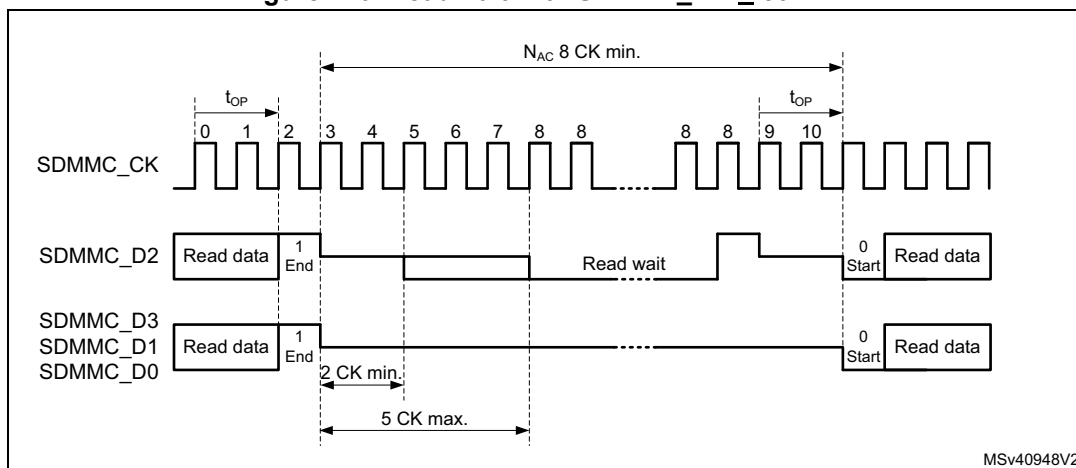 N_AC 8 CK min.
t_OP t_OP
0 1 2 3 4 5 6 7 8 8 8 8 9 10
SDMMC_CK
SDMMC_D2 Read data 1 End Read wait 0 Start Read data
SDMMC_D3
SDMMC_D1 Read data 1 End 0 Start Read data
SDMMC_D0
2 CK min.
5 CK max.
MSv40948V2